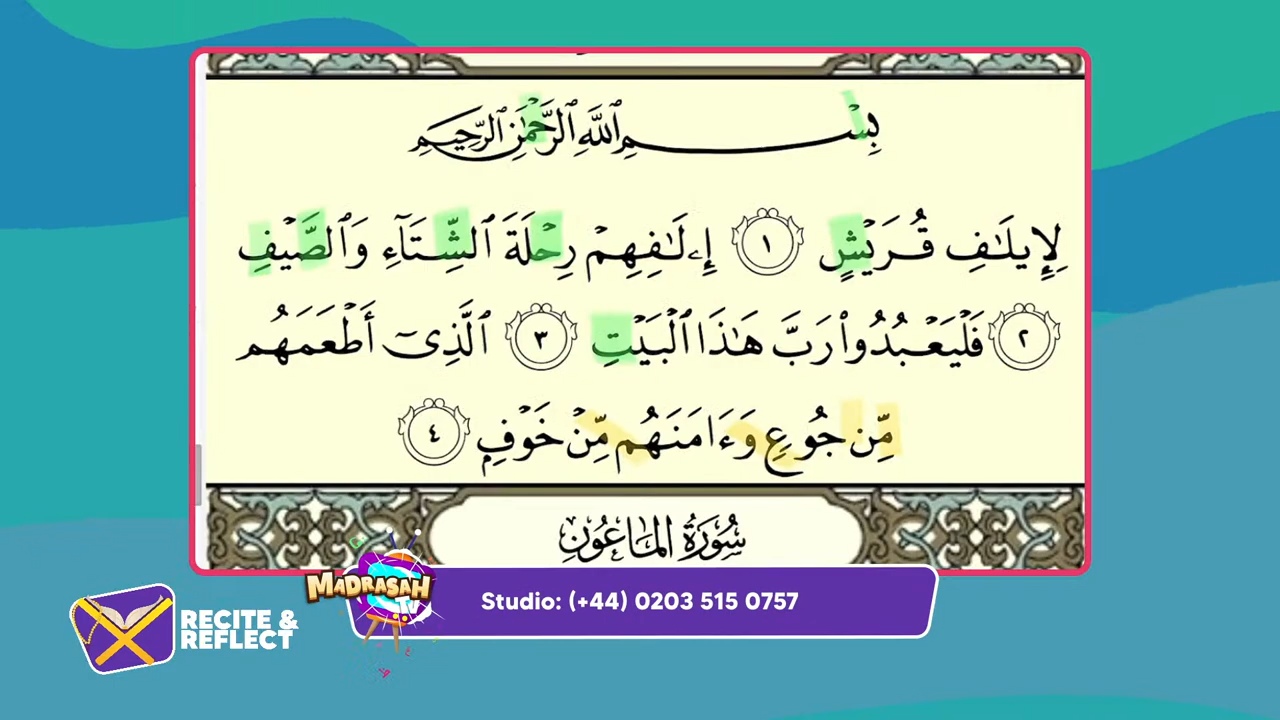 بِسْمِ ٱللَّهِ ٱلرَّحْمَٰنِ ٱلرَّحِيمِ
لِإِيلَٰفِ قُرَيْشٍ ١ إِۦلَٰفِهِمْ رِحْلَةَ ٱلشِّتَآءِ وَٱلصَّيْفِ
٢ فَلْيَعْبُدُوا۟ رَبَّ هَٰذَا ٱلْبَيْتِ ٣ ٱلَّذِىٓ أَطْعَمَهُم
مِّن جُوعٍ وَءَامَنَهُم مِّنْ خَوْفٍۭ ٤
سُورَةُ المَاعُونِ
MADRASAH TV
Studio: (+44) 0203 515 0757
RECITE &
REFLECT